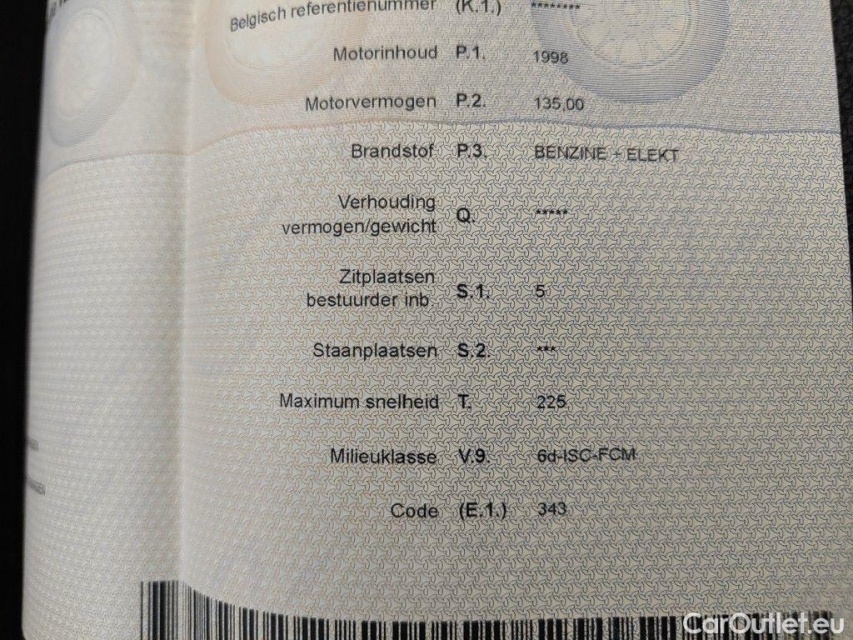 Belgisch referentienummer (K.1.) ********
Motorinhoud P.1. 1998
Motorvermogen P.2. 135,00
Brandstof P.3. BENZINE + ELEKT
Verhouding
vermogen/gewicht Q. *****
Zitplaatsen
bestuurder inb. S.1. 5
Staanplaatsen S.2. ***
Maximum snelheid T. 225
Milieuklasse V.9. 6d-ISC-FCM
Code (E.1.) 343
CarOutlet.eu